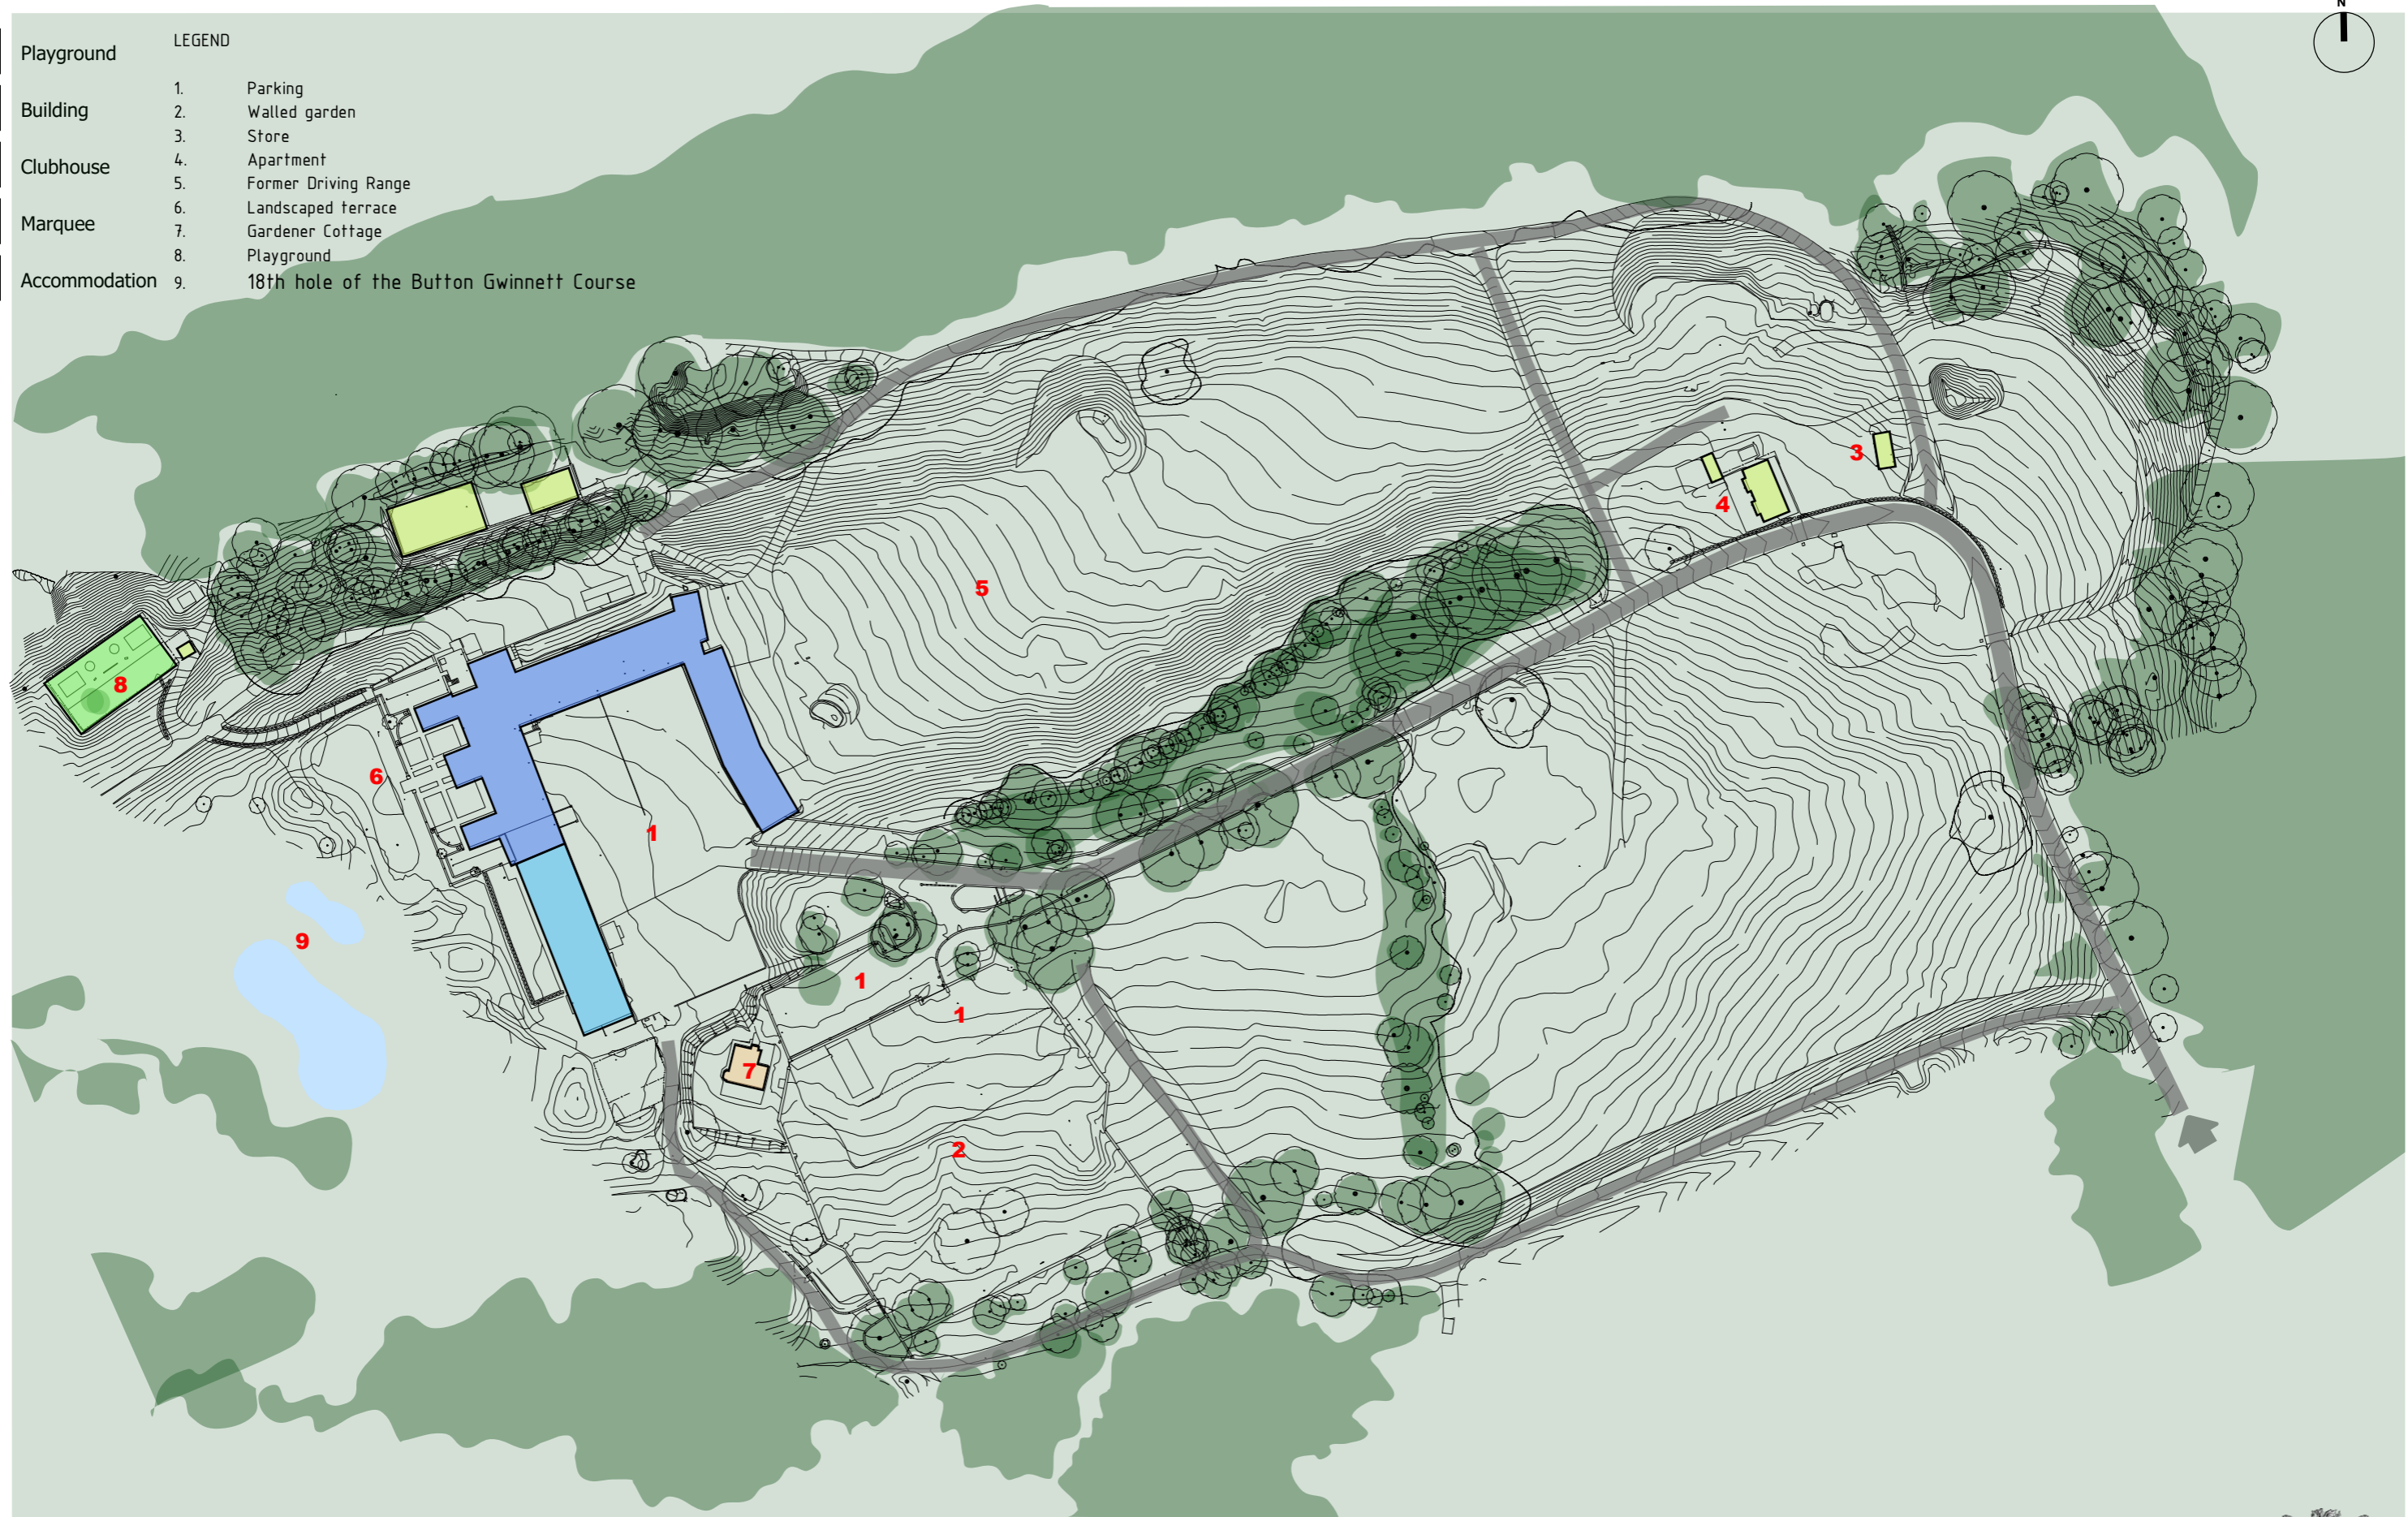 N
Playground
Building
Clubhouse
Marquee
Accommodation
LEGEND
1. Parking
2. Walled garden
3. Store
4. Apartment
5. Former Driving Range
6. Landscaped terrace
7. Gardener Cottage
8. Playground
9. 18th hole of the Button Gwinnett Course
3
4
5
8
6
1
9
1
1
7
2